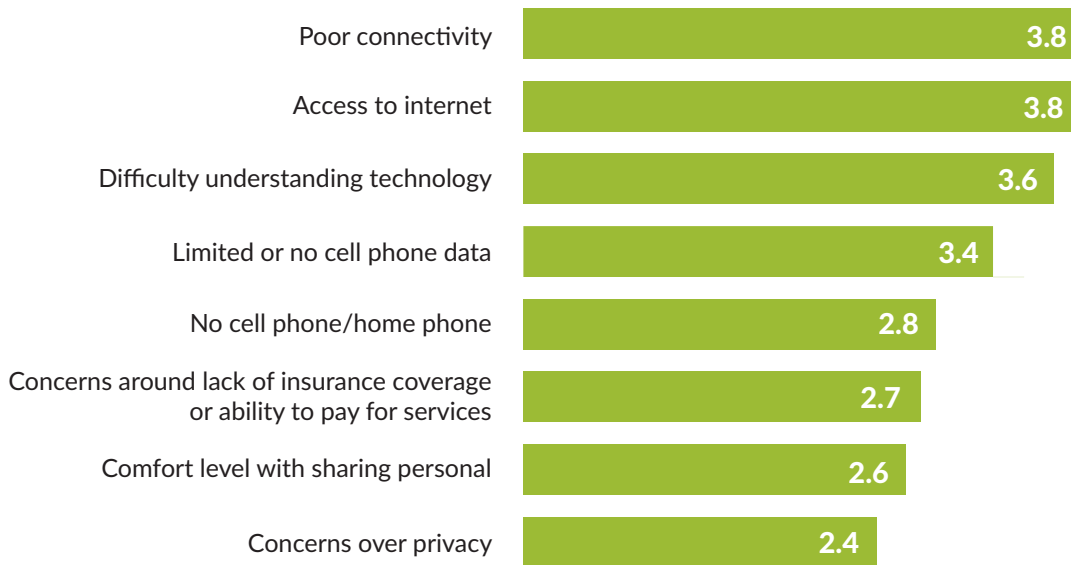 Poor connectivity 3.8
Access to internet 3.8
Difficulty understanding technology 3.6
Limited or no cell phone data 3.4
No cell phone/home phone 2.8
Concerns around lack of insurance coverage
or ability to pay for services 2.7
Comfort level with sharing personal 2.6
Concerns over privacy 2.4